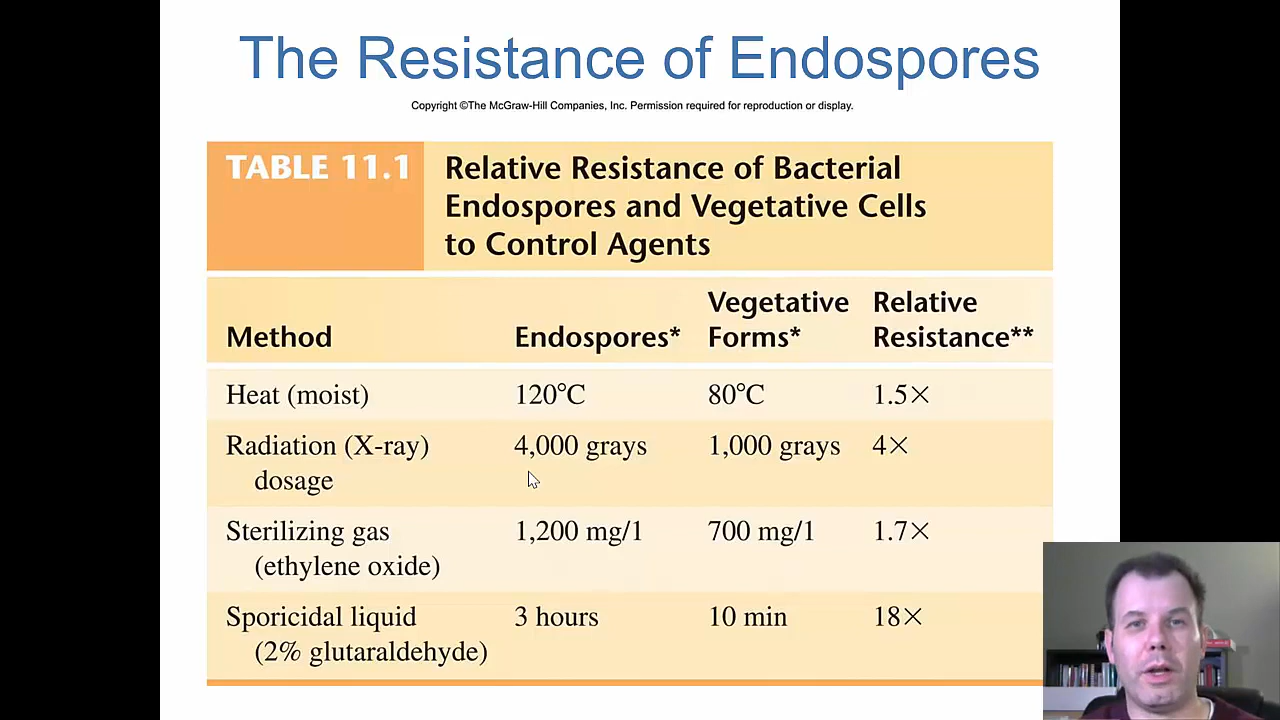 The Resistance of Endospores
Copyright ©The McGraw-Hill Companies, Inc. Permission required for reproduction or display.
TABLE 11.1 Relative Resistance of Bacterial
Endospores and Vegetative Cells
to Control Agents
Vegetative Relative
Method Endospores* Forms* Resistance**
Heat (moist) 120°C 80°C 1.5×
Radiation (X-ray) 4,000 grays 1,000 grays 4×
dosage
Sterilizing gas 1,200 mg/1 700 mg/1 1.7×
(ethylene oxide)
Sporicidal liquid 3 hours 10 min 18×
(2% glutaraldehyde)